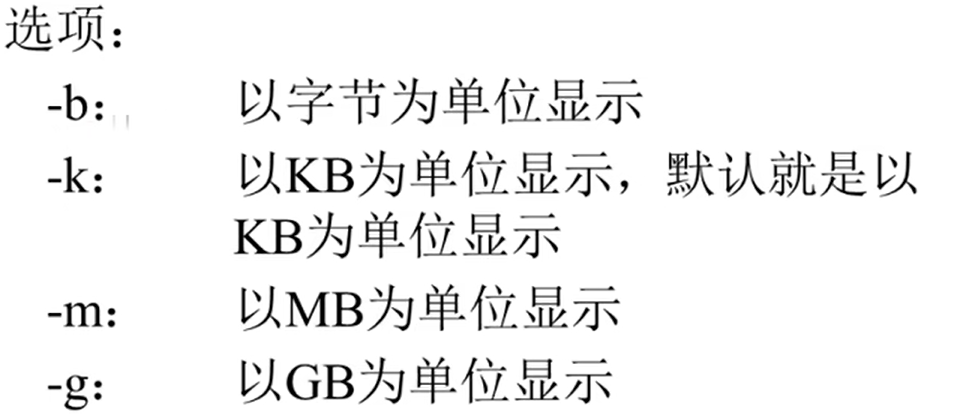 选项：
-b： 以字节为单位显示
-k： 以KB为单位显示，默认就是以
KB为单位显示
-m： 以MB为单位显示
-g： 以GB为单位显示